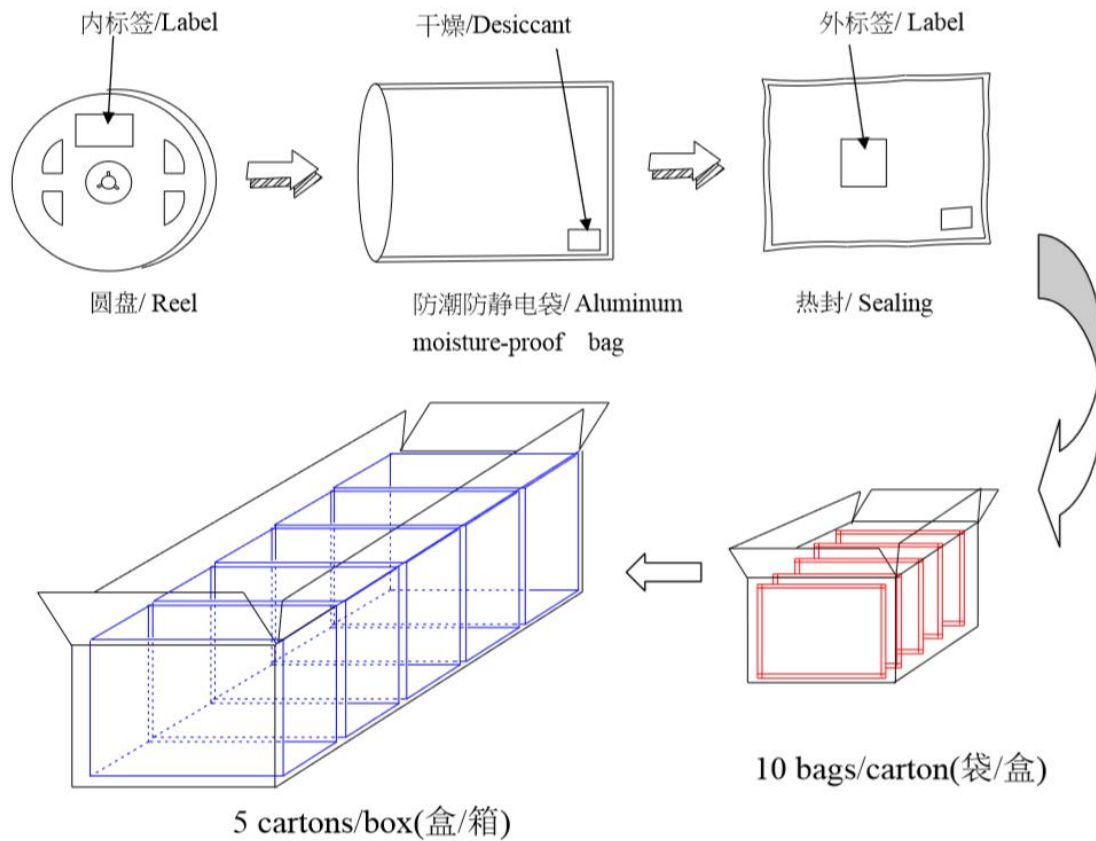 内标签/Label
干燥/Desiccant
外标签/ Label
圆盘/ Reel
防潮防静电袋/ Aluminum
moisture-proof bag
热封/ Sealing
10 bags/carton(袋/盒)
5 cartons/box(盒/箱)